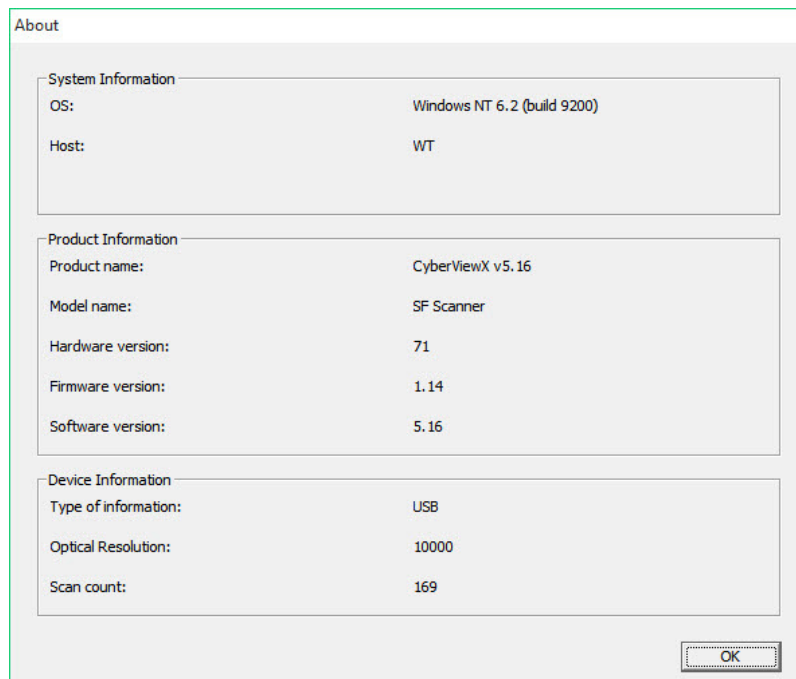 About
System Information
OS: Windows NT 6.2 (build 9200)
Host: WT
Product Information
Product name: CyberViewX v5.16
Model name: SF Scanner
Hardware version: 71
Firmware version: 1.14
Software version: 5.16
Device Information
Type of information: USB
Optical Resolution: 10000
Scan count: 169
OK